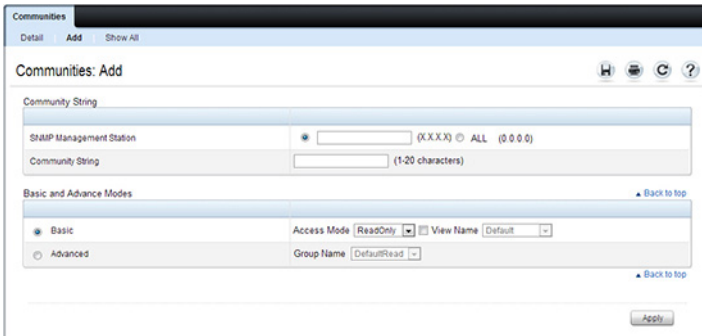 Communities
Detail Add Show All
Communities: Add
Community String
SNMP Management Station (X.X.X.X) ALL (0.0.0.0)
Community String (1-20 characters)
Basic and Advance Modes Back to top
Basic Access Mode ReadOnly View Name Default
Advanced Group Name DefaultRead
Back to top
Apply